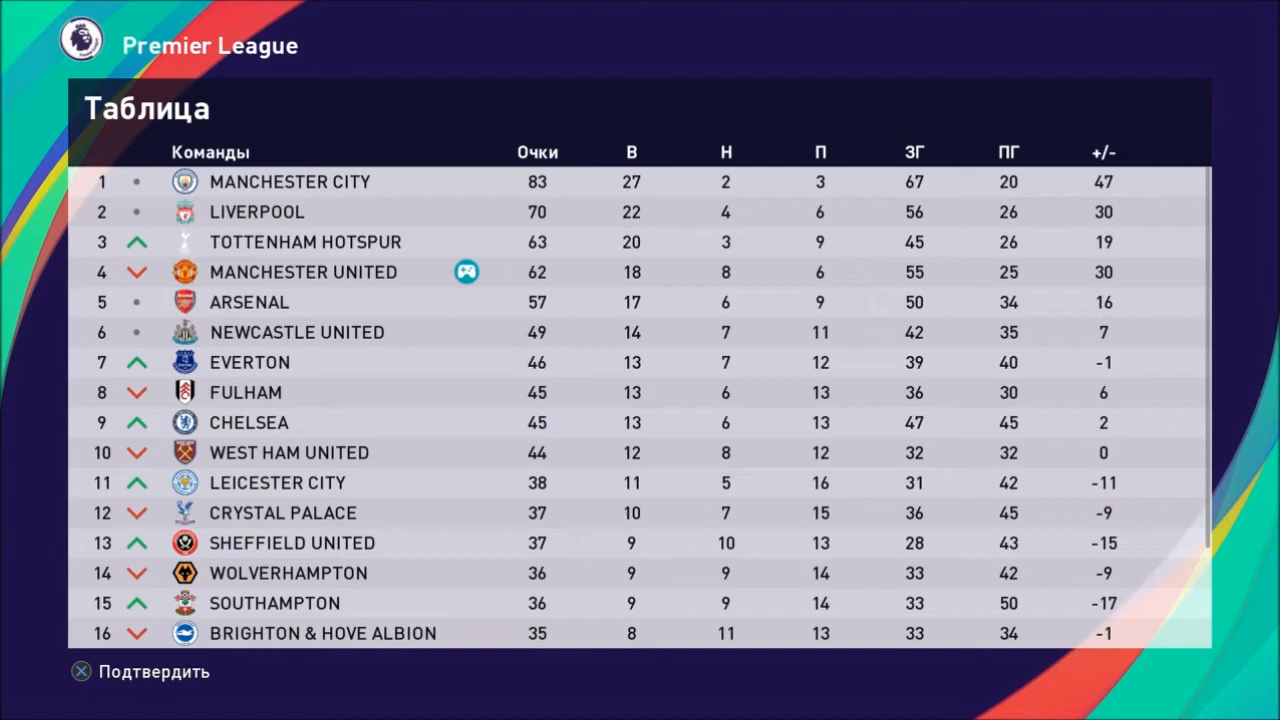 Premier League
Таблица
Команды Очки В Н П ЗГ ПГ +/-
1 MANCHESTER CITY 83 27 2 3 67 20 47
2 LIVERPOOL 70 22 4 6 56 26 30
3 TOTTENHAM HOTSPUR 63 20 3 9 45 26 19
4 MANCHESTER UNITED 62 18 8 6 55 25 30
5 ARSENAL 57 17 6 9 50 34 16
6 NEWCASTLE UNITED 49 14 7 11 42 35 7
7 EVERTON 46 13 7 12 39 40 -1
8 FULHAM 45 13 6 13 36 30 6
9 CHELSEA 45 13 6 13 47 45 2
10 WEST HAM UNITED 44 12 8 12 32 32 0
11 LEICESTER CITY 38 11 5 16 31 42 -11
12 CRYSTAL PALACE 37 10 7 15 36 45 -9
13 SHEFFIELD UNITED 37 9 10 13 28 43 -15
14 WOLVERHAMPTON 36 9 9 14 33 42 -9
15 SOUTHAMPTON 36 9 9 14 33 50 -17
16 BRIGHTON & HOVE ALBION 35 8 11 13 33 34 -1
Подтвердить